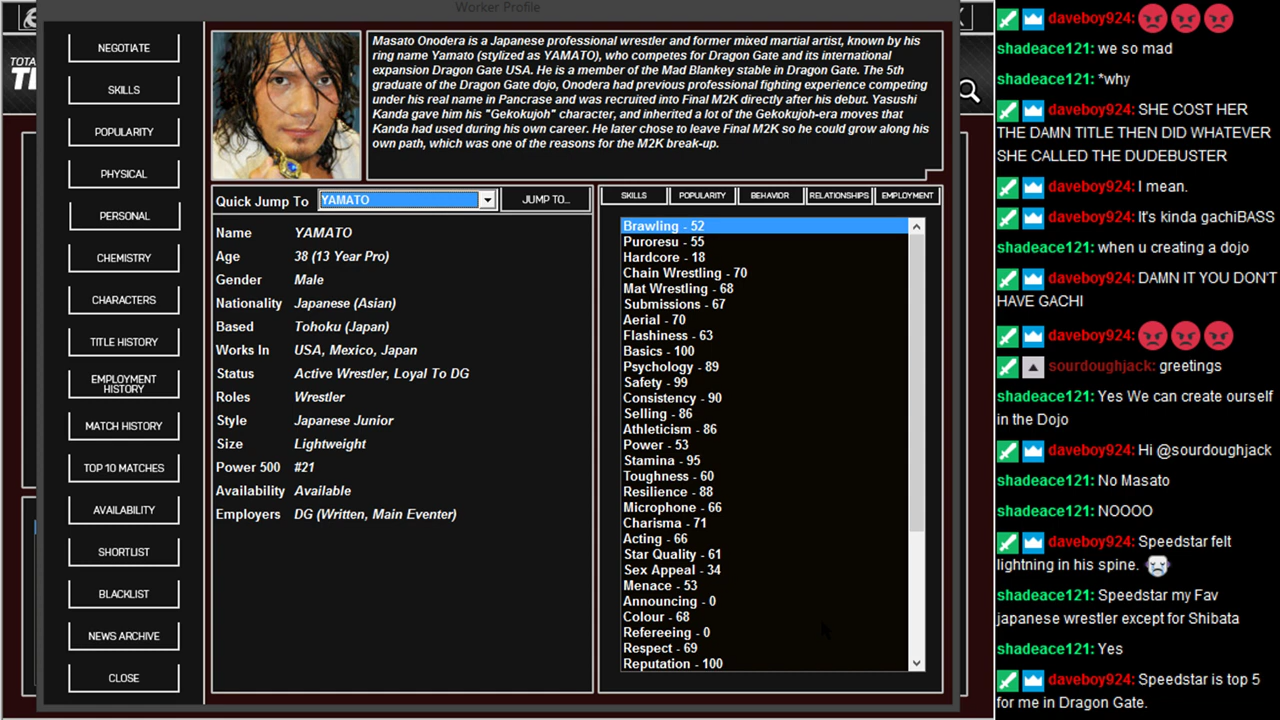 Worker Profile
TOTA
NEGOTIATE
SKILLS
POPULARITY
PHYSICAL
PERSONAL
CHEMISTRY
CHARACTERS
TITLE HISTORY
EMPLOYMENT
HISTORY
MATCH HISTORY
TOP 10 MATCHES
AVAILABILITY
SHORTLIST
BLACKLIST
NEWS ARCHIVE
CLOSE
Masato Onodera is a Japanese professional wrestler and former mixed martial artist, known by his
ring name Yamato (stylized as YAMATO), who competes for Dragon Gate and its international
expansion Dragon Gate USA. He is a member of the Mad Blankey stable in Dragon Gate. The 5th
graduate of the Dragon Gate dojo, Onodera had previous professional fighting experience competing
under his real name in Pancrase and was recruited into Final M2K directly after his debut. Yasushi
Kanda gave him his "Gekokujoh" character, and inherited a lot of the Gekokujoh-era moves that
Kanda had used during his own career. He later chose to leave Final M2K so he could grow along his
own path, which was one of the reasons for the M2K break-up.
Quick Jump To YAMATO JUMP TO...
Name YAMATO
Age 38 (13 Year Pro)
Gender Male
Nationality Japanese (Asian)
Based Tohoku (Japan)
Works In USA, Mexico, Japan
Status Active Wrestler, Loyal To DG
Roles Wrestler
Style Japanese Junior
Size Lightweight
Power 500 #21
Availability Available
Employers DG (Written, Main Eventer)
SKILLS POPULARITY BEHAVIOR RELATIONSHIPS EMPLOYMENT
Brawling - 52
Puroresu - 55
Hardcore - 18
Chain Wrestling - 70
Mat Wrestling - 68
Submissions - 67
Aerial - 70
Flashiness - 63
Basics - 100
Psychology - 89
Safety - 99
Consistency - 90
Selling - 86
Athleticism - 86
Power - 53
Stamina - 95
Toughness - 60
Resilience - 88
Microphone - 66
Charisma - 71
Acting - 66
Star Quality - 61
Sex Appeal - 34
Menace - 53
Announcing - 0
Colour - 68
Refereeing - 0
Respect - 69
Reputation - 100
daveboy924:
shadeace121: we so mad
*why
daveboy924: SHE COST HER
THE DAMN TITLE THEN DID WHATEVER
SHE CALLED THE DUDEBUSTER
daveboy924: I mean.
daveboy924: It's kinda gachiBASS
shadeace121: when u creating a dojo
daveboy924: DAMN IT YOU DON'T
HAVE GACHI
daveboy924:
sourdoughjack: greetings
shadeace121: Yes We can create ourself
in the Dojo
daveboy924: Hi @sourdoughjack
shadeace121: No Masato
shadeace121: NOOOO
daveboy924: Speedstar felt
lightning in his spine.
shadeace121: Speedstar my Fav
japanese wrestler except for Shibata
shadeace121: Yes
daveboy924: Speedstar is top 5
for me in Dragon Gate.